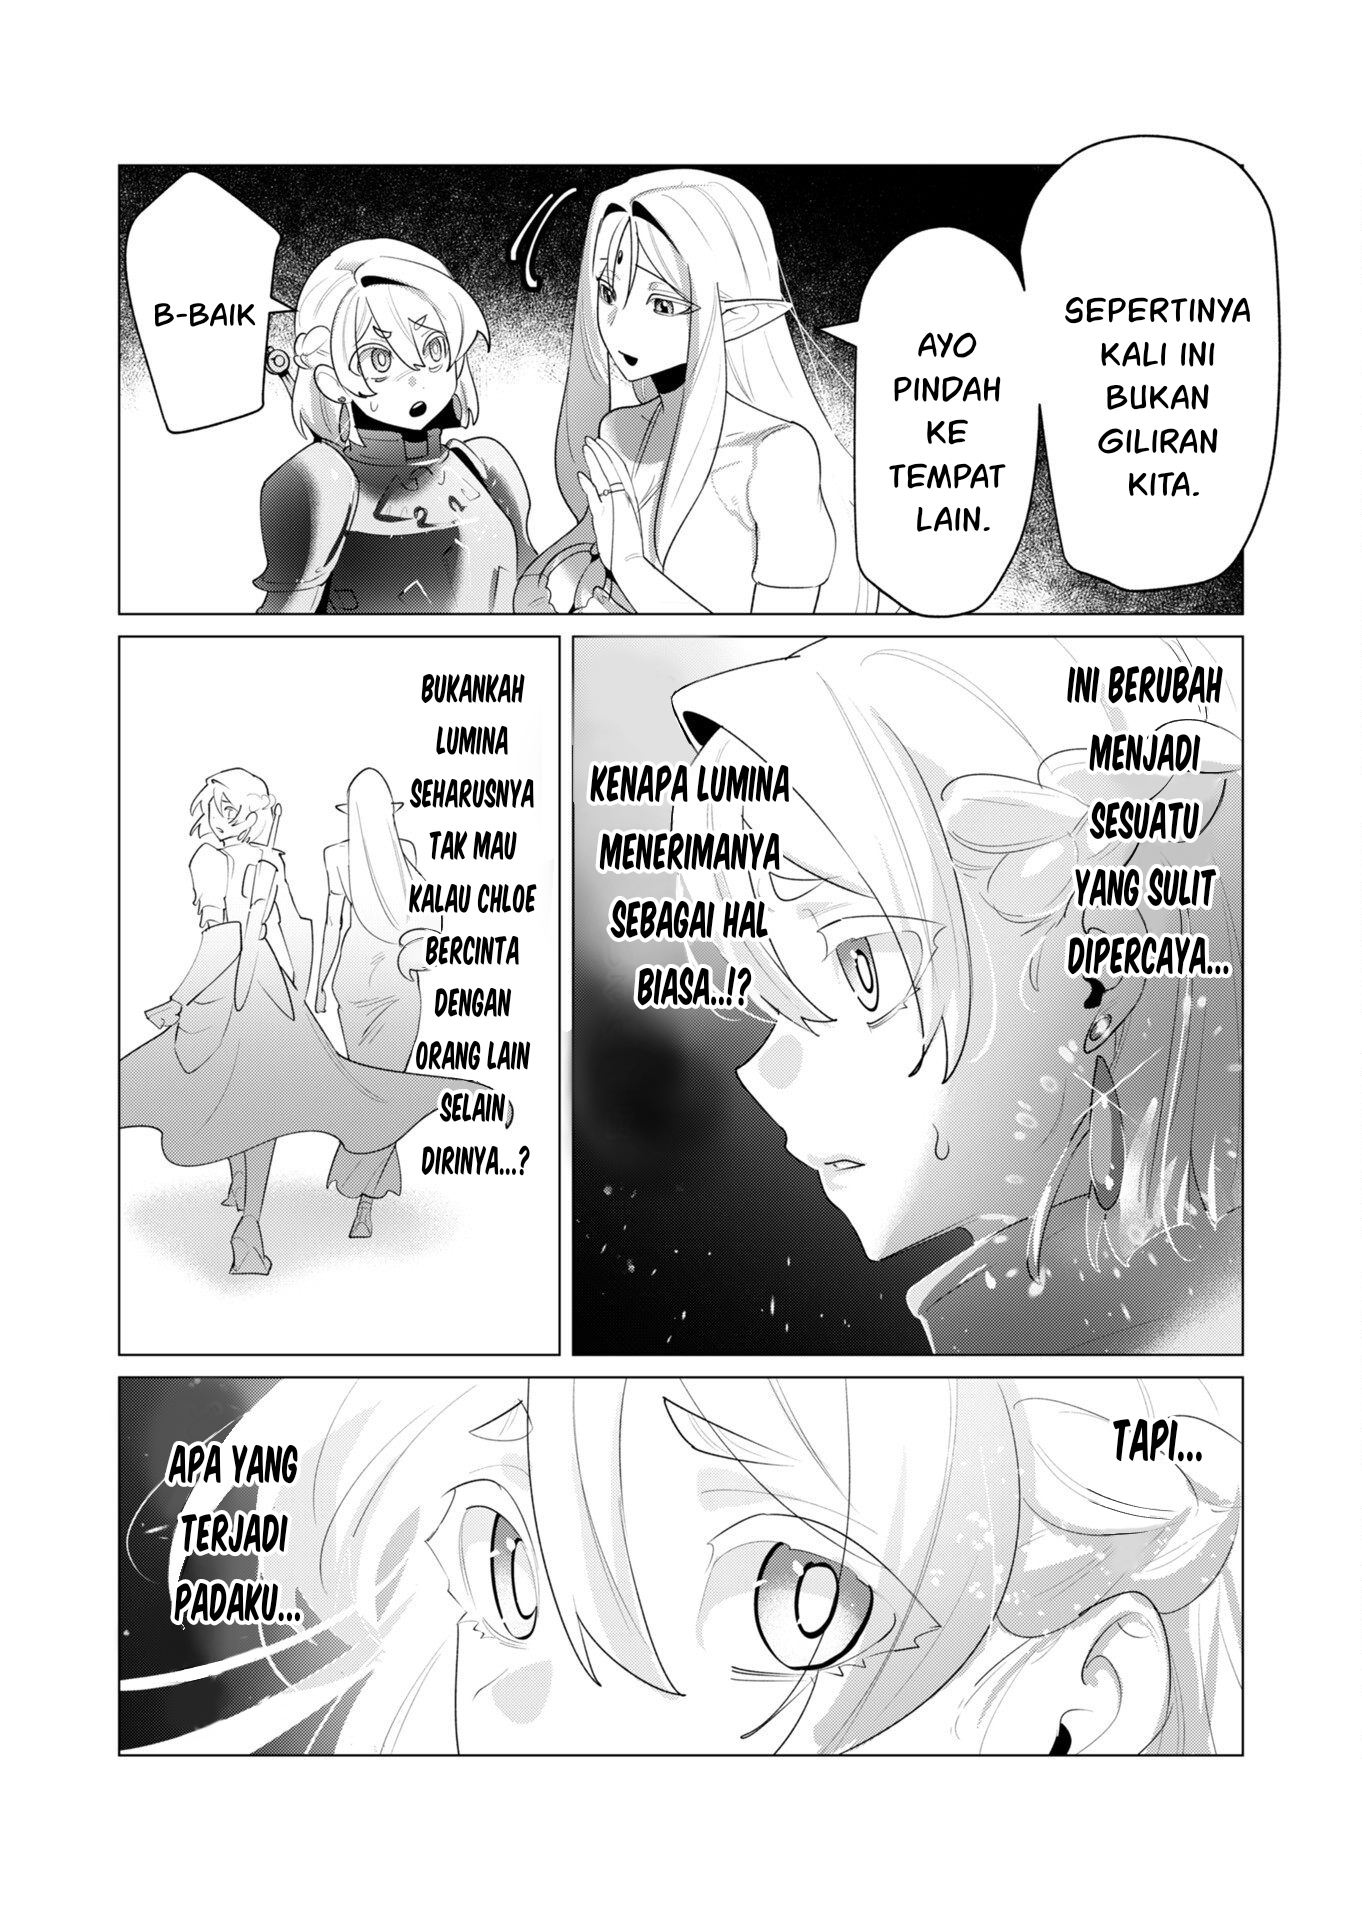 SEPERTINYA
KALI INI
BUKAN
GILIRAN
KITA.
AYO
PINDAH
KE
TEMPAT
LAIN.
B-BAIK
INI BERUBAH
MENJADI
SESUATU
YANG SULIT
DIPERCAYA...
KENAPA LUMINA
MENERIMANYA
SEBAGAI HAL
BIASA..!?
BUKANKAH
LUMINA
SEHARUSNYA
TAK MAU
KALAU CHLOE
BERCINTA
DENGAN
ORANG LAIN
SELAIN
DIRINYA...?
TAPI...
APA YANG
TERJADI
PADAKU...